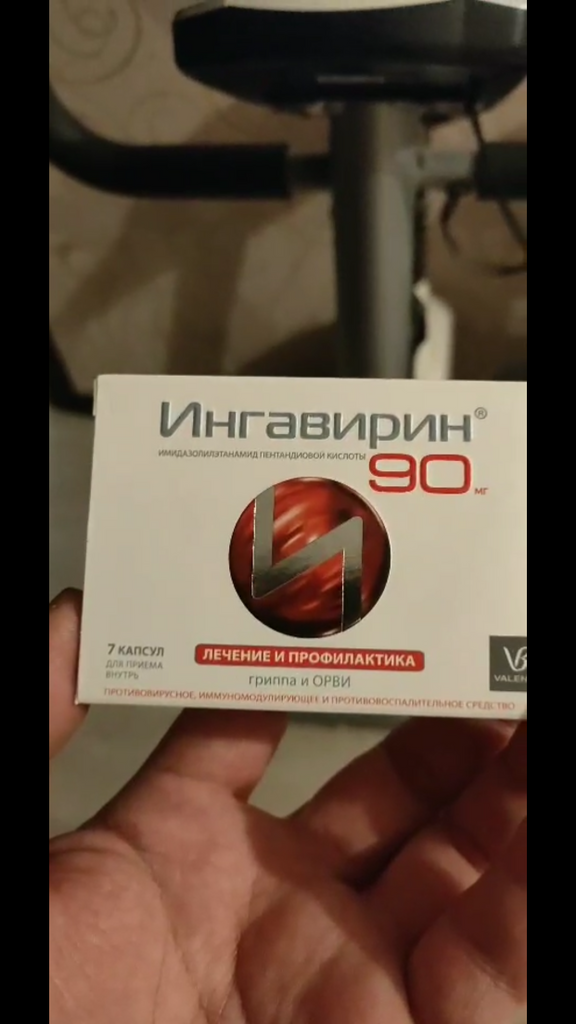 Ингавирин®
ИМИДАЗОЛИЛЭТАНАМИД ПЕНТАНДИОВОЙ КИСЛОТЫ
90 мг
7 КАПСУЛ
ДЛЯ ПРИЕМА
ВНУТРЬ
ЛЕЧЕНИЕ И ПРОФИЛАКТИКА
гриппа и ОРВИ
VALEN
ПРОТИВОВИРУСНОЕ, ИММУНОМОДУЛИРУЮЩЕЕ И ПРОТИВОВОСПАЛИТЕЛЬНОЕ СРЕДСТВО